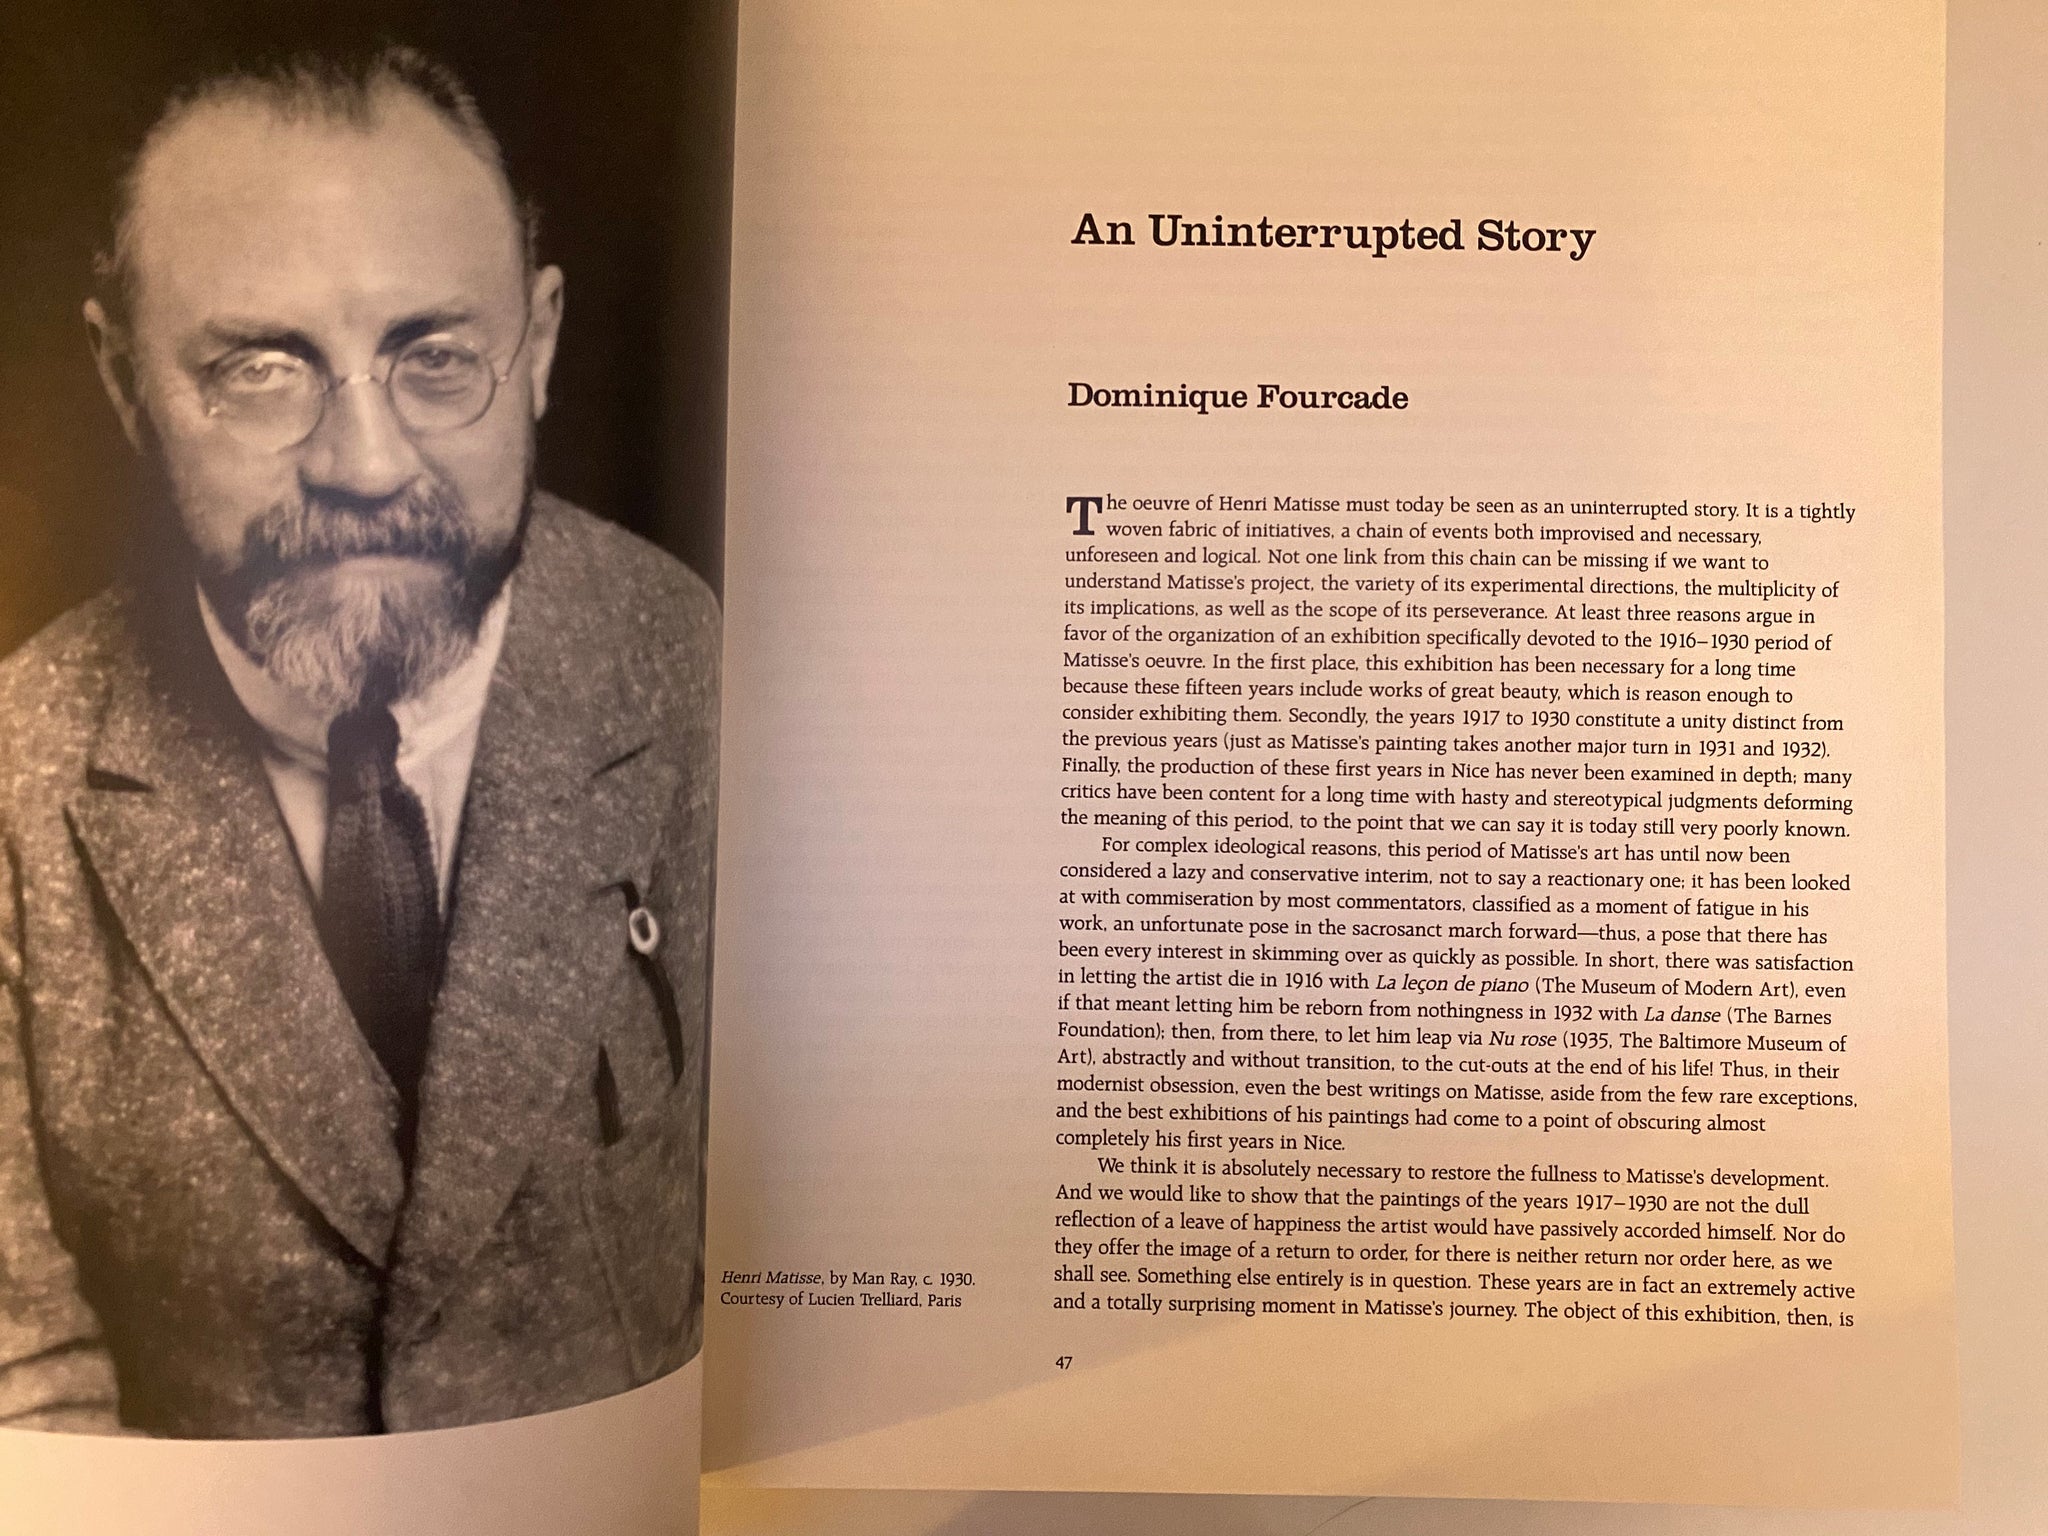 An Uninterrupted Story
Dominique Fourcade
The oeuvre of Henri Matisse must today be seen as an uninterrupted story. It is a tightly
woven fabric of initiatives, a chain of events both improvised and necessary,
unforeseen and logical. Not one link from this chain can be missing if we want to
understand Matisse's project, the variety of its experimental directions, the multiplicity of
its implications, as well as the scope of its perseverance. At least three reasons argue in
favor of the organization of an exhibition specifically devoted to the 1916–1930 period of
Matisse's oeuvre. In the first place, this exhibition has been necessary for a long time
because these fifteen years include works of great beauty, which is reason enough to
consider exhibiting them. Secondly, the years 1917 to 1930 constitute a unity distinct from
the previous years (just as Matisse's painting takes another major turn in 1931 and 1932).
Finally, the production of these first years in Nice has never been examined in depth; many
critics have been content for a long time with hasty and stereotypical judgments deforming
the meaning of this period, to the point that we can say it is today still very poorly known.
For complex ideological reasons, this period of Matisse's art has until now been
considered a lazy and conservative interim, not to say a reactionary one; it has been looked
at with commiseration by most commentators, classified as a moment of fatigue in his
work, an unfortunate pose in the sacrosanct march forward—thus, a pose that there has
been every interest in skimming over as quickly as possible. In short, there was satisfaction
in letting the artist die in 1916 with La leçon de piano (The Museum of Modern Art), even
if that meant letting him be reborn from nothingness in 1932 with La danse (The Barnes
Foundation); then, from there, to let him leap via Nu rose (1935, The Baltimore Museum of
Art), abstractly and without transition, to the cut-outs at the end of his life! Thus, in their
modernist obsession, even the best writings on Matisse, aside from the few rare exceptions,
and the best exhibitions of his paintings had come to a point of obscuring almost
completely his first years in Nice.
We think it is absolutely necessary to restore the fullness to Matisse's development.
And we would like to show that the paintings of the years 1917–1930 are not the dull
reflection of a leave of happiness the artist would have passively accorded himself. Nor do
they offer the image of a return to order, for there is neither return nor order here, as we
shall see. Something else entirely is in question. These years are in fact an extremely active
and a totally surprising moment in Matisse's journey. The object of this exhibition, then, is
Henri Matisse, by Man Ray, c. 1930.
Courtesy of Lucien Trelliard, Paris
47